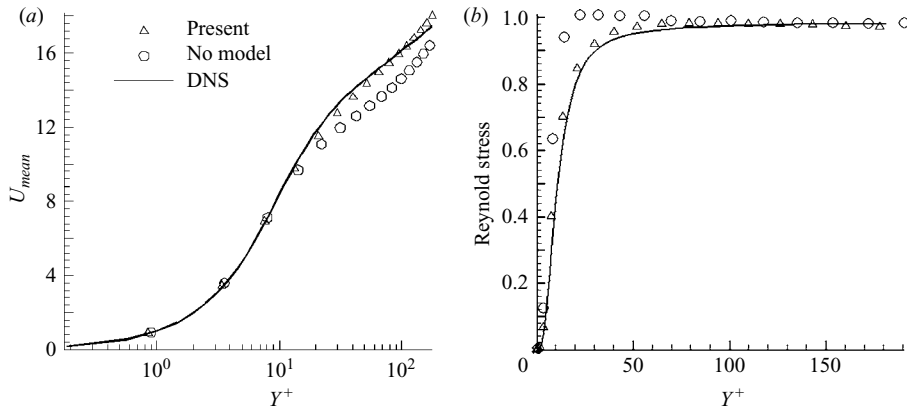 (a)
Present
No model
DNS
16
12
8
4
0
U_mean
10^0
10^1
10^2
Y^+
(b)
1.0
0.8
0.6
0.4
0.2
Reynold stress
0
50
100
150
Y^+